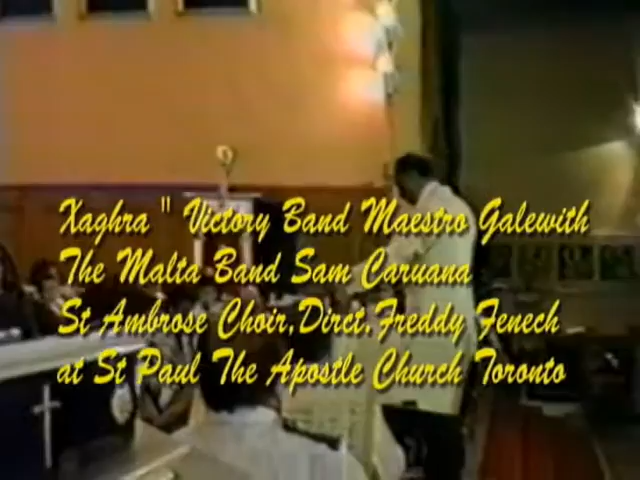 Xaghra " Victory Band Maestro Galewith
The Malta Band Sam Caruana
St Ambrose Choir,Dirct.Freddy Fenech
at St Paul The Apostle Church Toronto